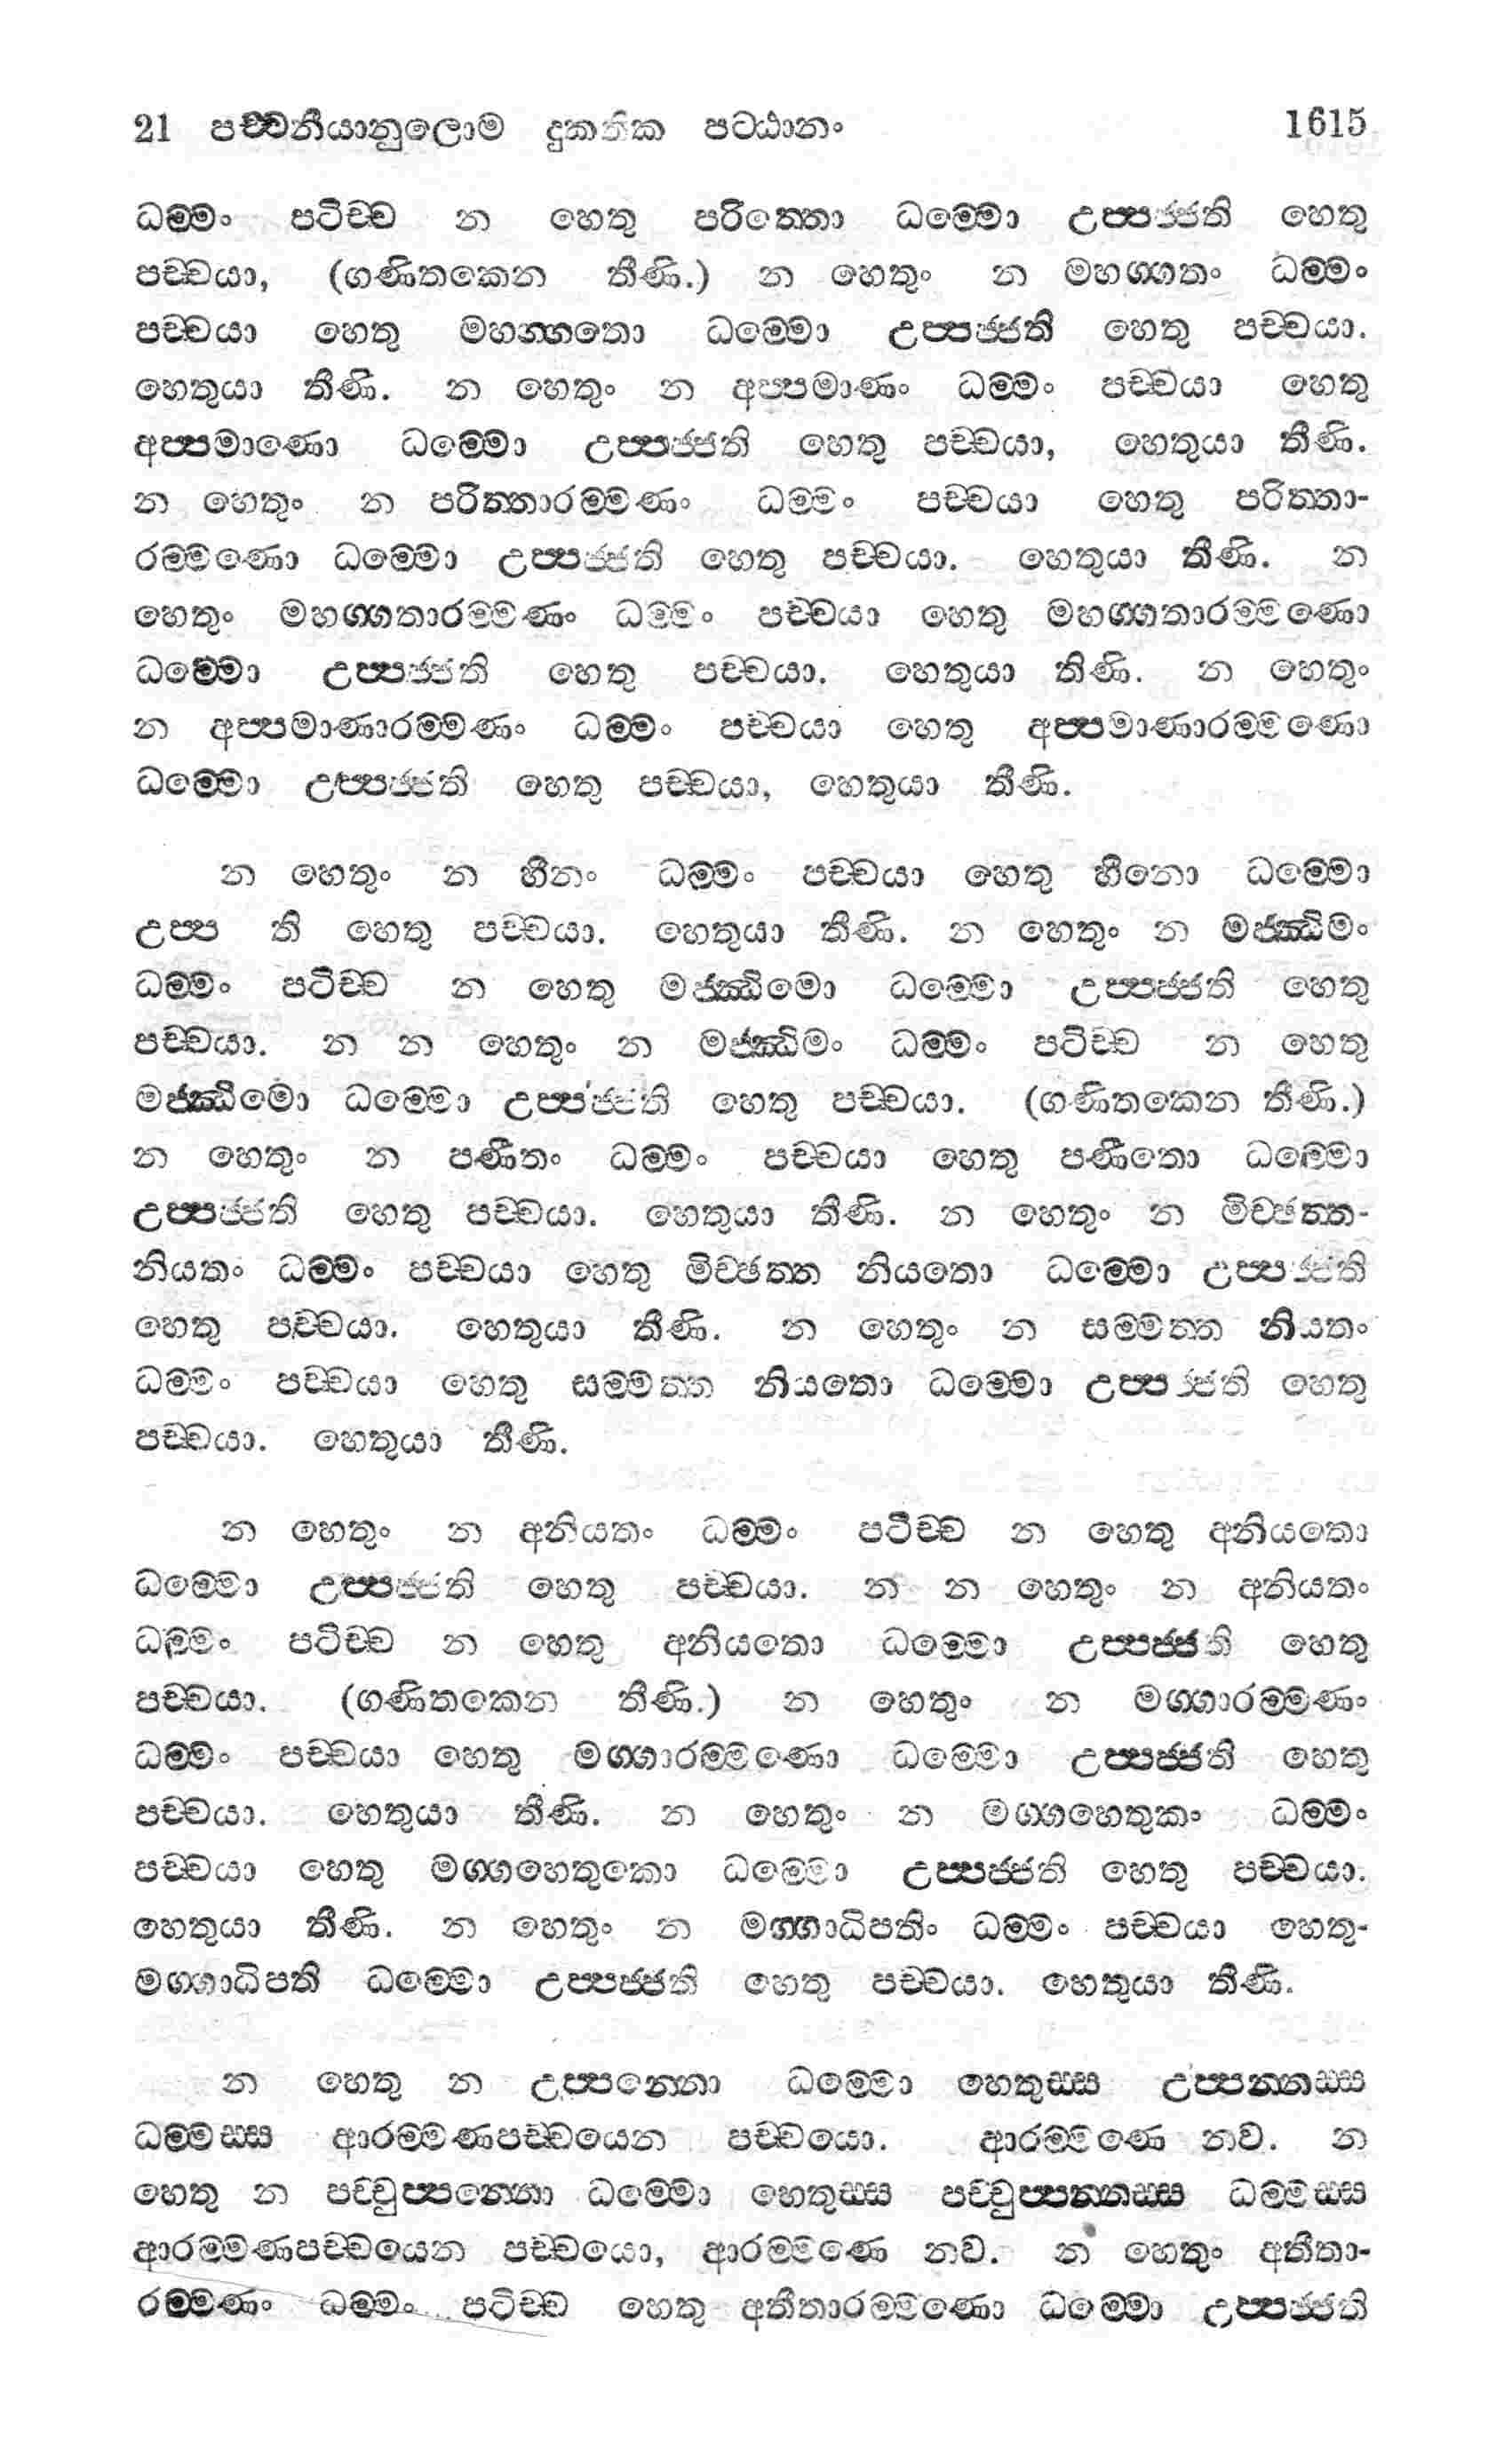 21 පච්චනීයානුලොම දුකතික පට්ඨානං 1615
ධම්මං පටිච්ච න හෙතු පරිත්තො ධම්මො උප්පජ්ජති හෙතු
පච්චයා, (ගණිතකෙන තීණි.) න හෙතුං න මහග්ගතං ධම්මං
පච්චයා හෙතු මහග්ගතො ධම්මො උප්පජ්ජති හෙතු පච්චයා.
හෙතුයා තීණි. න හෙතුං න අප්පමාණං ධම්මං පච්චයා හෙතු
අප්පමාණො ධම්මො උප්පජ්ජති හෙතු පච්චයා, හෙතුයා තීණි.
න හෙතුං න පරිත්තාරම්මණං ධම්මං පච්චයා හෙතු පරිත්තා-
රම්මණො ධම්මො උප්පජ්ජති හෙතු පච්චයා. හෙතුයා තීණි. න
හෙතුං මහග්ගතාරම්මණං ධම්මං පච්චයා හෙතු මහග්ගතාරම්මණො
ධම්මො උප්පජ්ජති හෙතු පච්චයා. හෙතුයා තිණි. න හෙතුං
න අප්පමාණාරම්මණං ධම්මං පච්චයා හෙතු අප්පමාණාරම්මණො
ධම්මො උප්පජ්ජති හෙතු පච්චයා, හෙතුයා තීණි.
න හෙතුං න හීනං ධම්මං පච්චයා හෙතු හීනො ධම්මො
උප්ප ති හෙතු පච්චයා. හෙතුයා තීණි. න හෙතුං න මජ්ඣිමං
ධම්මං පටිච්ච න හෙතු මජ්ඣිමො ධම්මො උප්පජ්ජති හෙතු
පච්චයා. න න හෙතුං න මජ්ඣිමං ධම්මං පටිච්ච න හෙතු
මජ්ඣිමො ධම්මො උප්පජ්ජති හෙතු පච්චයා. (ගණිතකෙන තීණි.)
න හෙතුං න පණීතං ධම්මං පච්චයා හෙතු පණීතො ධම්මො
උප්පජ්ජති හෙතු පච්චයා. හෙතුයා තීණි. න හෙතුං න මිච්ඡත්ත-
නියතං ධම්මං පච්චයා හෙතු මිච්ඡත්ත නියතො ධම්මො උප්පජ්ජති
හෙතු පච්චයා. හෙතුයා තීණි. න හෙතුං න සම්මත්ත නියතං
ධම්මං පච්චයා හෙතු සම්මත්ත නියතො ධම්මො උප්පජ්ජති හෙතු
පච්චයා. හෙතුයා තීණි.
න හෙතුං න අනියතං ධම්මං පටිච්ච න හෙතු අනියතො
ධම්මො උප්පජ්ජති හෙතු පච්චයා. න න හෙතුං න අනියතං
ධම්මං පටිච්ච න හෙතු අනියතො ධම්මො උප්පජ්ජති හෙතු
පච්චයා. (ගණිතකෙන තීණි.) න හෙතුං න මග්ගාරම්මණං
ධම්මං පච්චයා හෙතු මග්ගාරම්මණො ධම්මො උප්පජ්ජති හෙතු
පච්චයා. හෙතුයා තීණි. න හෙතුං න මග්ගහෙතුකං ධම්මං
පච්චයා හෙතු මග්ගහෙතුකො ධම්මො උප්පජ්ජති හෙතු පච්චයා.
හෙතුයා තීණි. න හෙතුං න මග්ගාධිපතිං ධම්මං පච්චයා හෙතු-
මග්ගාධිපති ධම්මො උප්පජ්ජති හෙතු පච්චයා. හෙතුයා තීණි.
න හෙතු න උප්පන්නො ධම්මො හෙතුස්ස උප්පන්නස්ස
ධම්මස්ස ආරම්මණපච්චයෙන පච්චයො. ආරම්මණෙ නව. න
හෙතු න පච්චුප්පන්නො ධම්මො හෙතුස්ස පච්චුප්පන්නස්ස ධම්මස්ස
ආරම්මණපච්චයෙන පච්චයො, ආරම්මණෙ නව. න හෙතුං අතීතා-
රම්මණං ධම්මං පටිච්ච හෙතු අතීතාරම්මණො ධම්මො උප්පජ්ජති